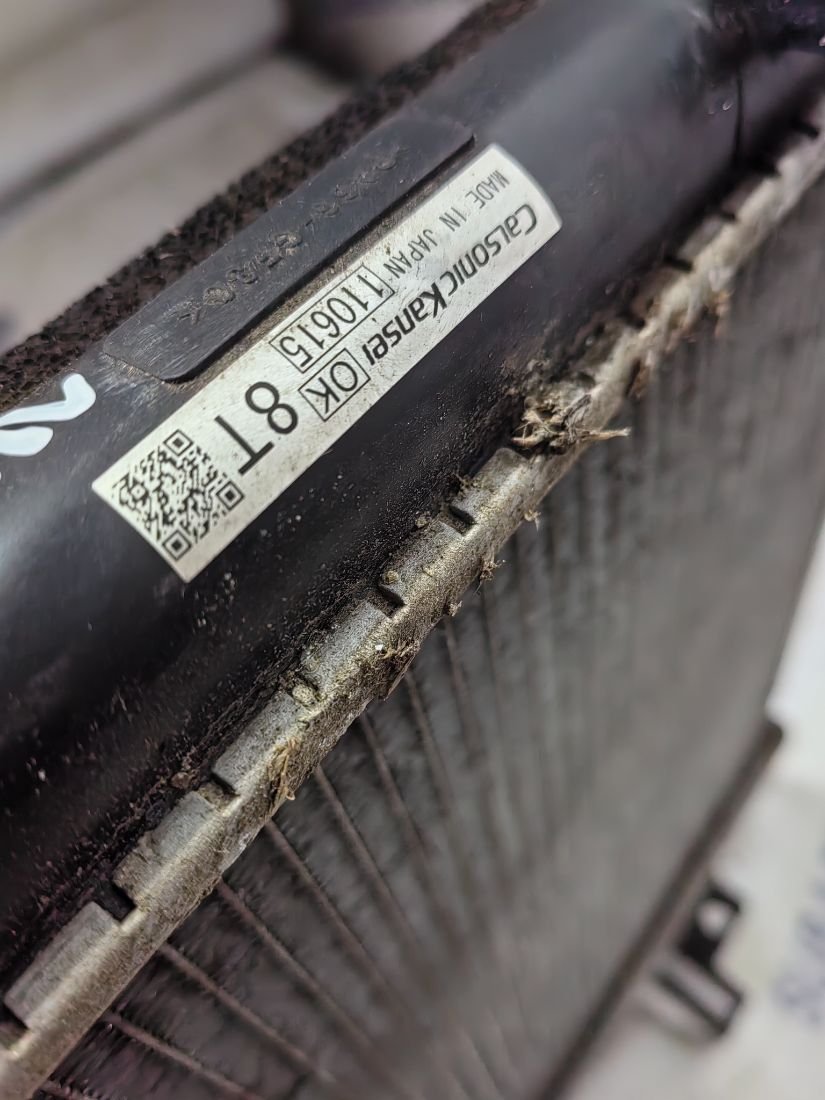 CalsonicKansei
MADE IN JAPAN
110615
OK
8T